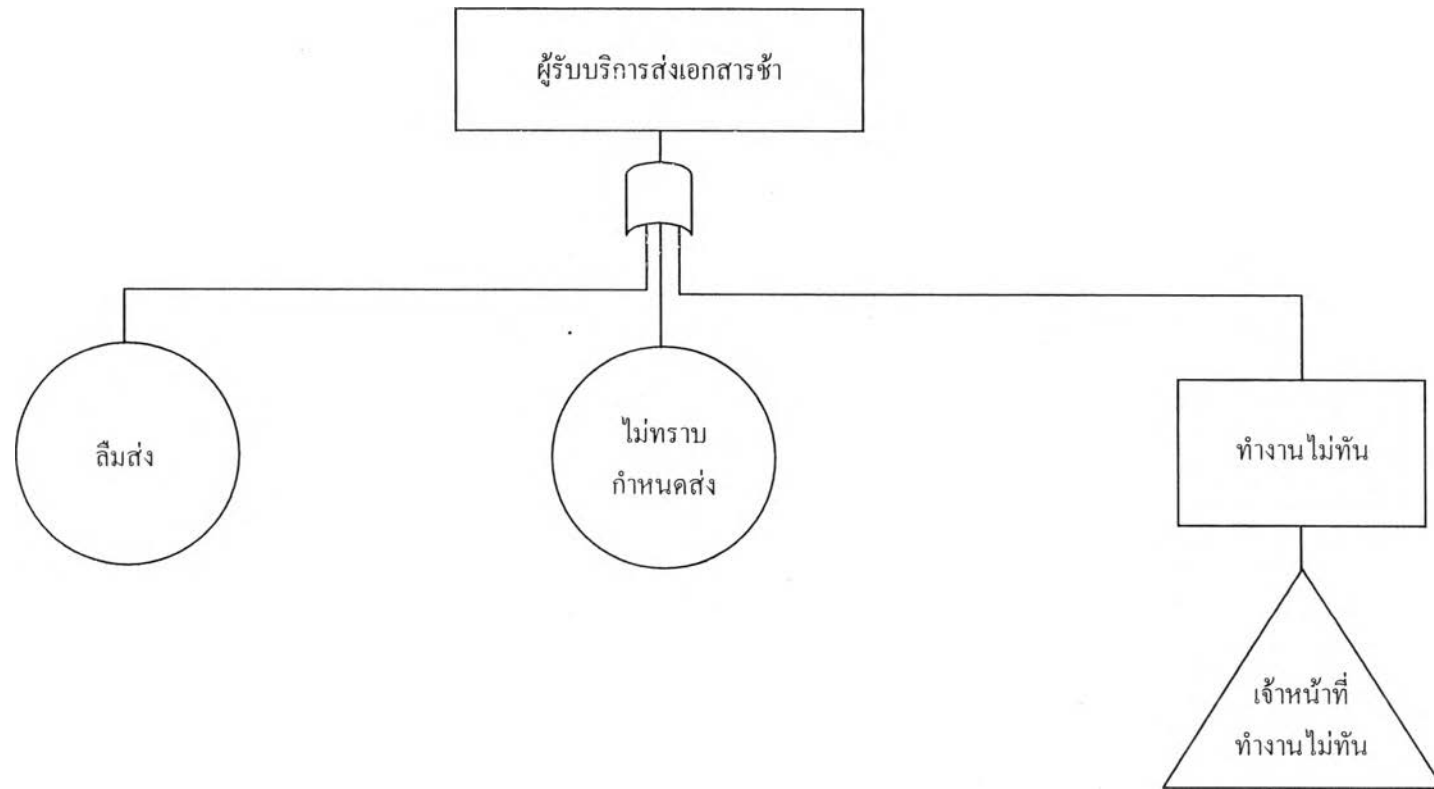 ผู้รับบริการส่งเอกสารช้า
ลืมส่ง
ไม่ทราบ
กำหนดส่ง
ทำงานไม่ทัน
เจ้าหน้าที่
ทำงานไม่ทัน